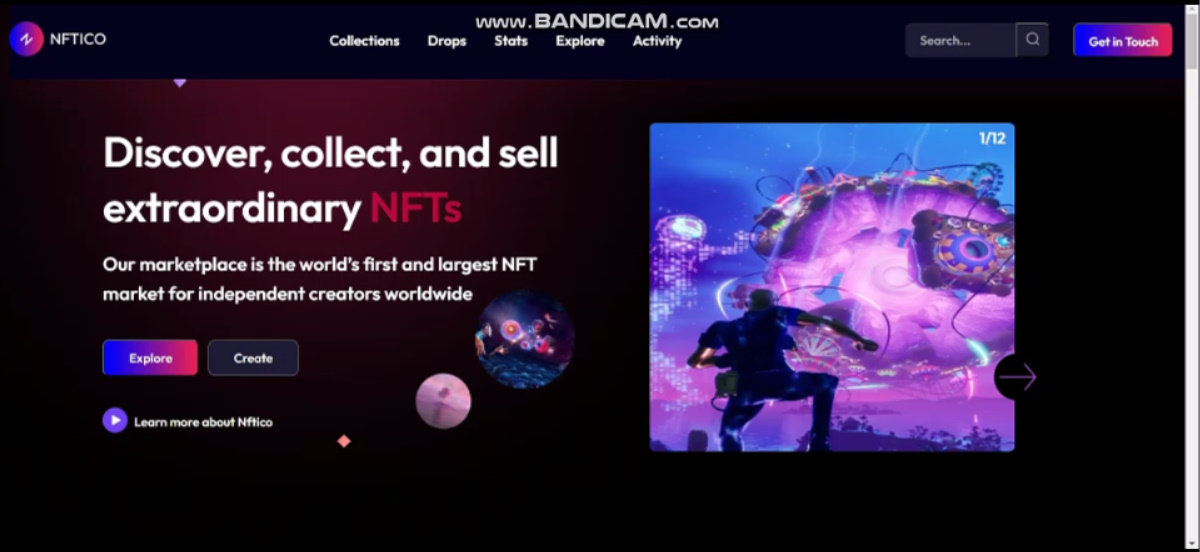 www.BANDICAM.com
NFTICO
Collections Drops Stats Explore Activity
Search...
Get in Touch
Discover, collect, and sell
extraordinary NFTs
Our marketplace is the world's first and largest NFT
market for independent creators worldwide
Explore Create
Learn more about Nftico
1/12